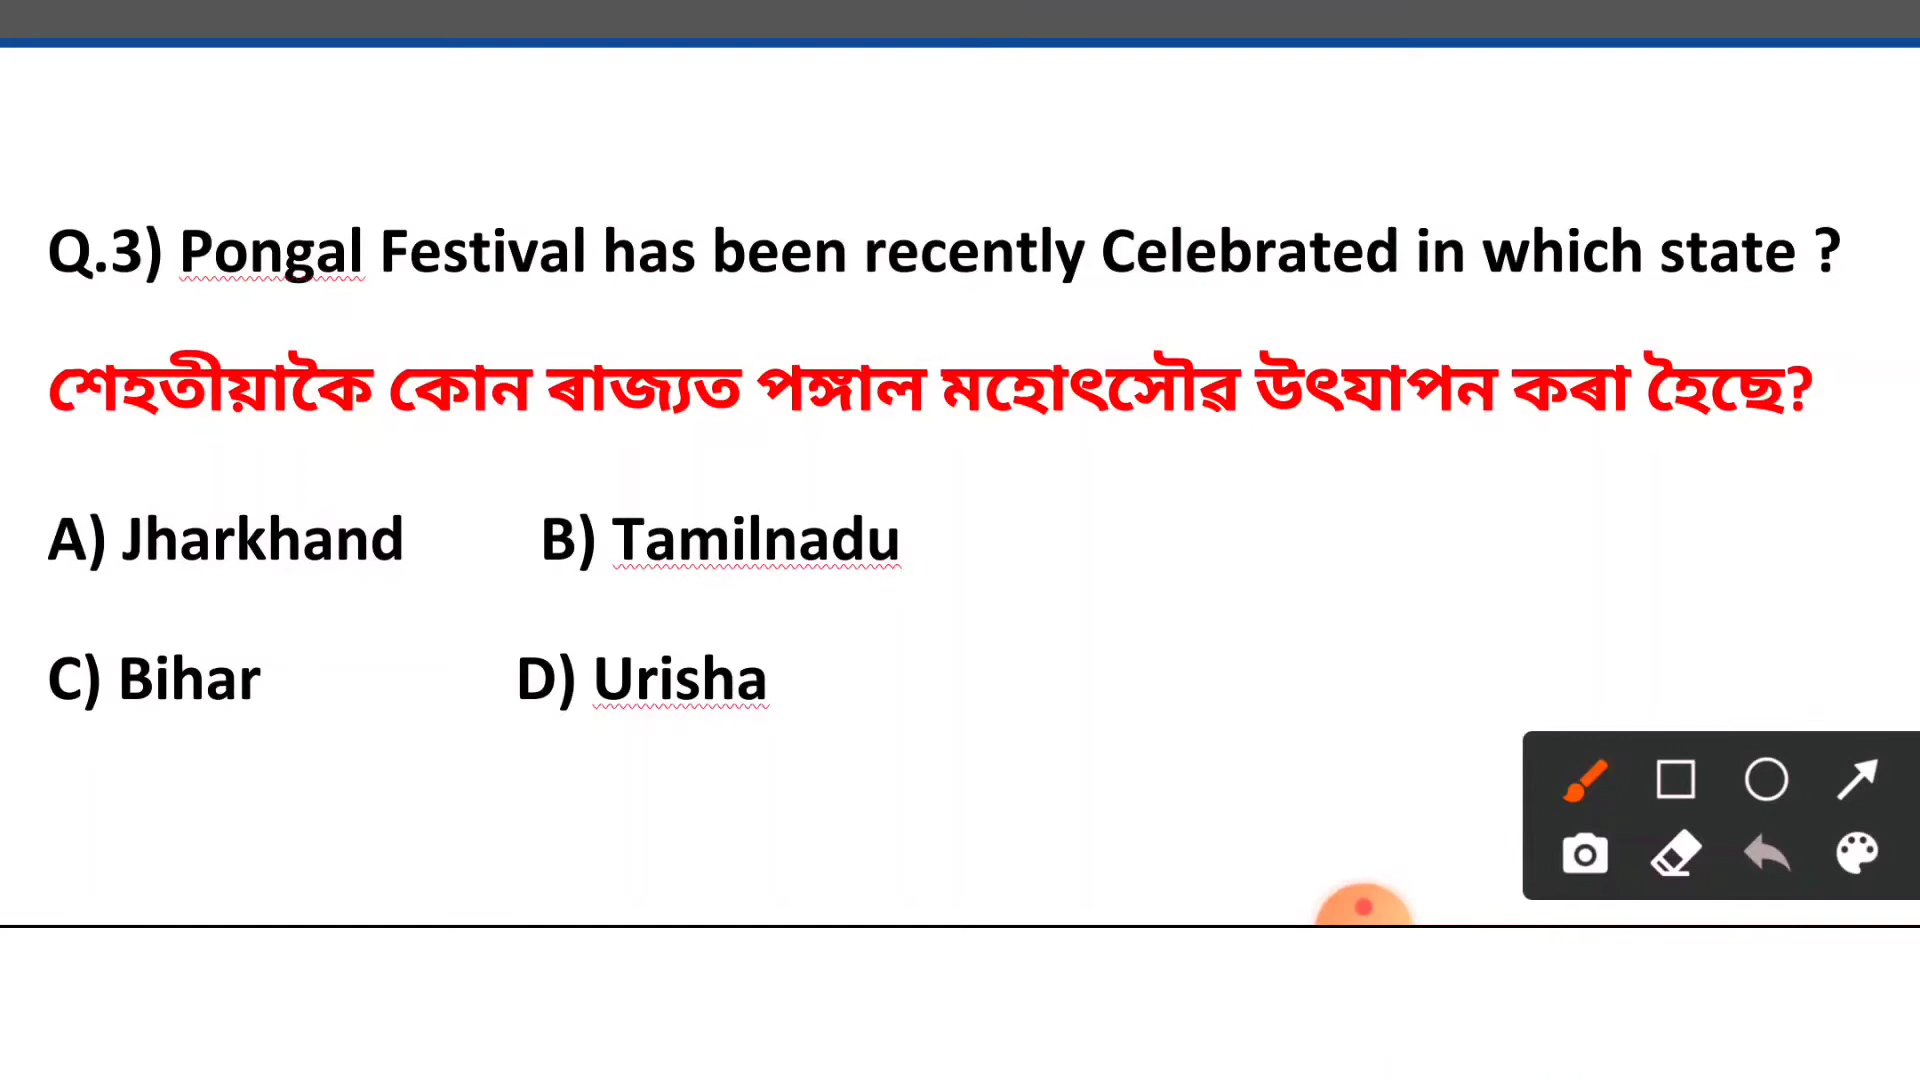 Q.3) Pongal Festival has been recently Celebrated in which state ?
শেহতীয়াকৈ কোন ৰাজ্যত পঙ্গাল মহোৎসৌৱ উৎযাপন কৰা হৈছে?
A) Jharkhand B) Tamilnadu
C) Bihar D) Urisha